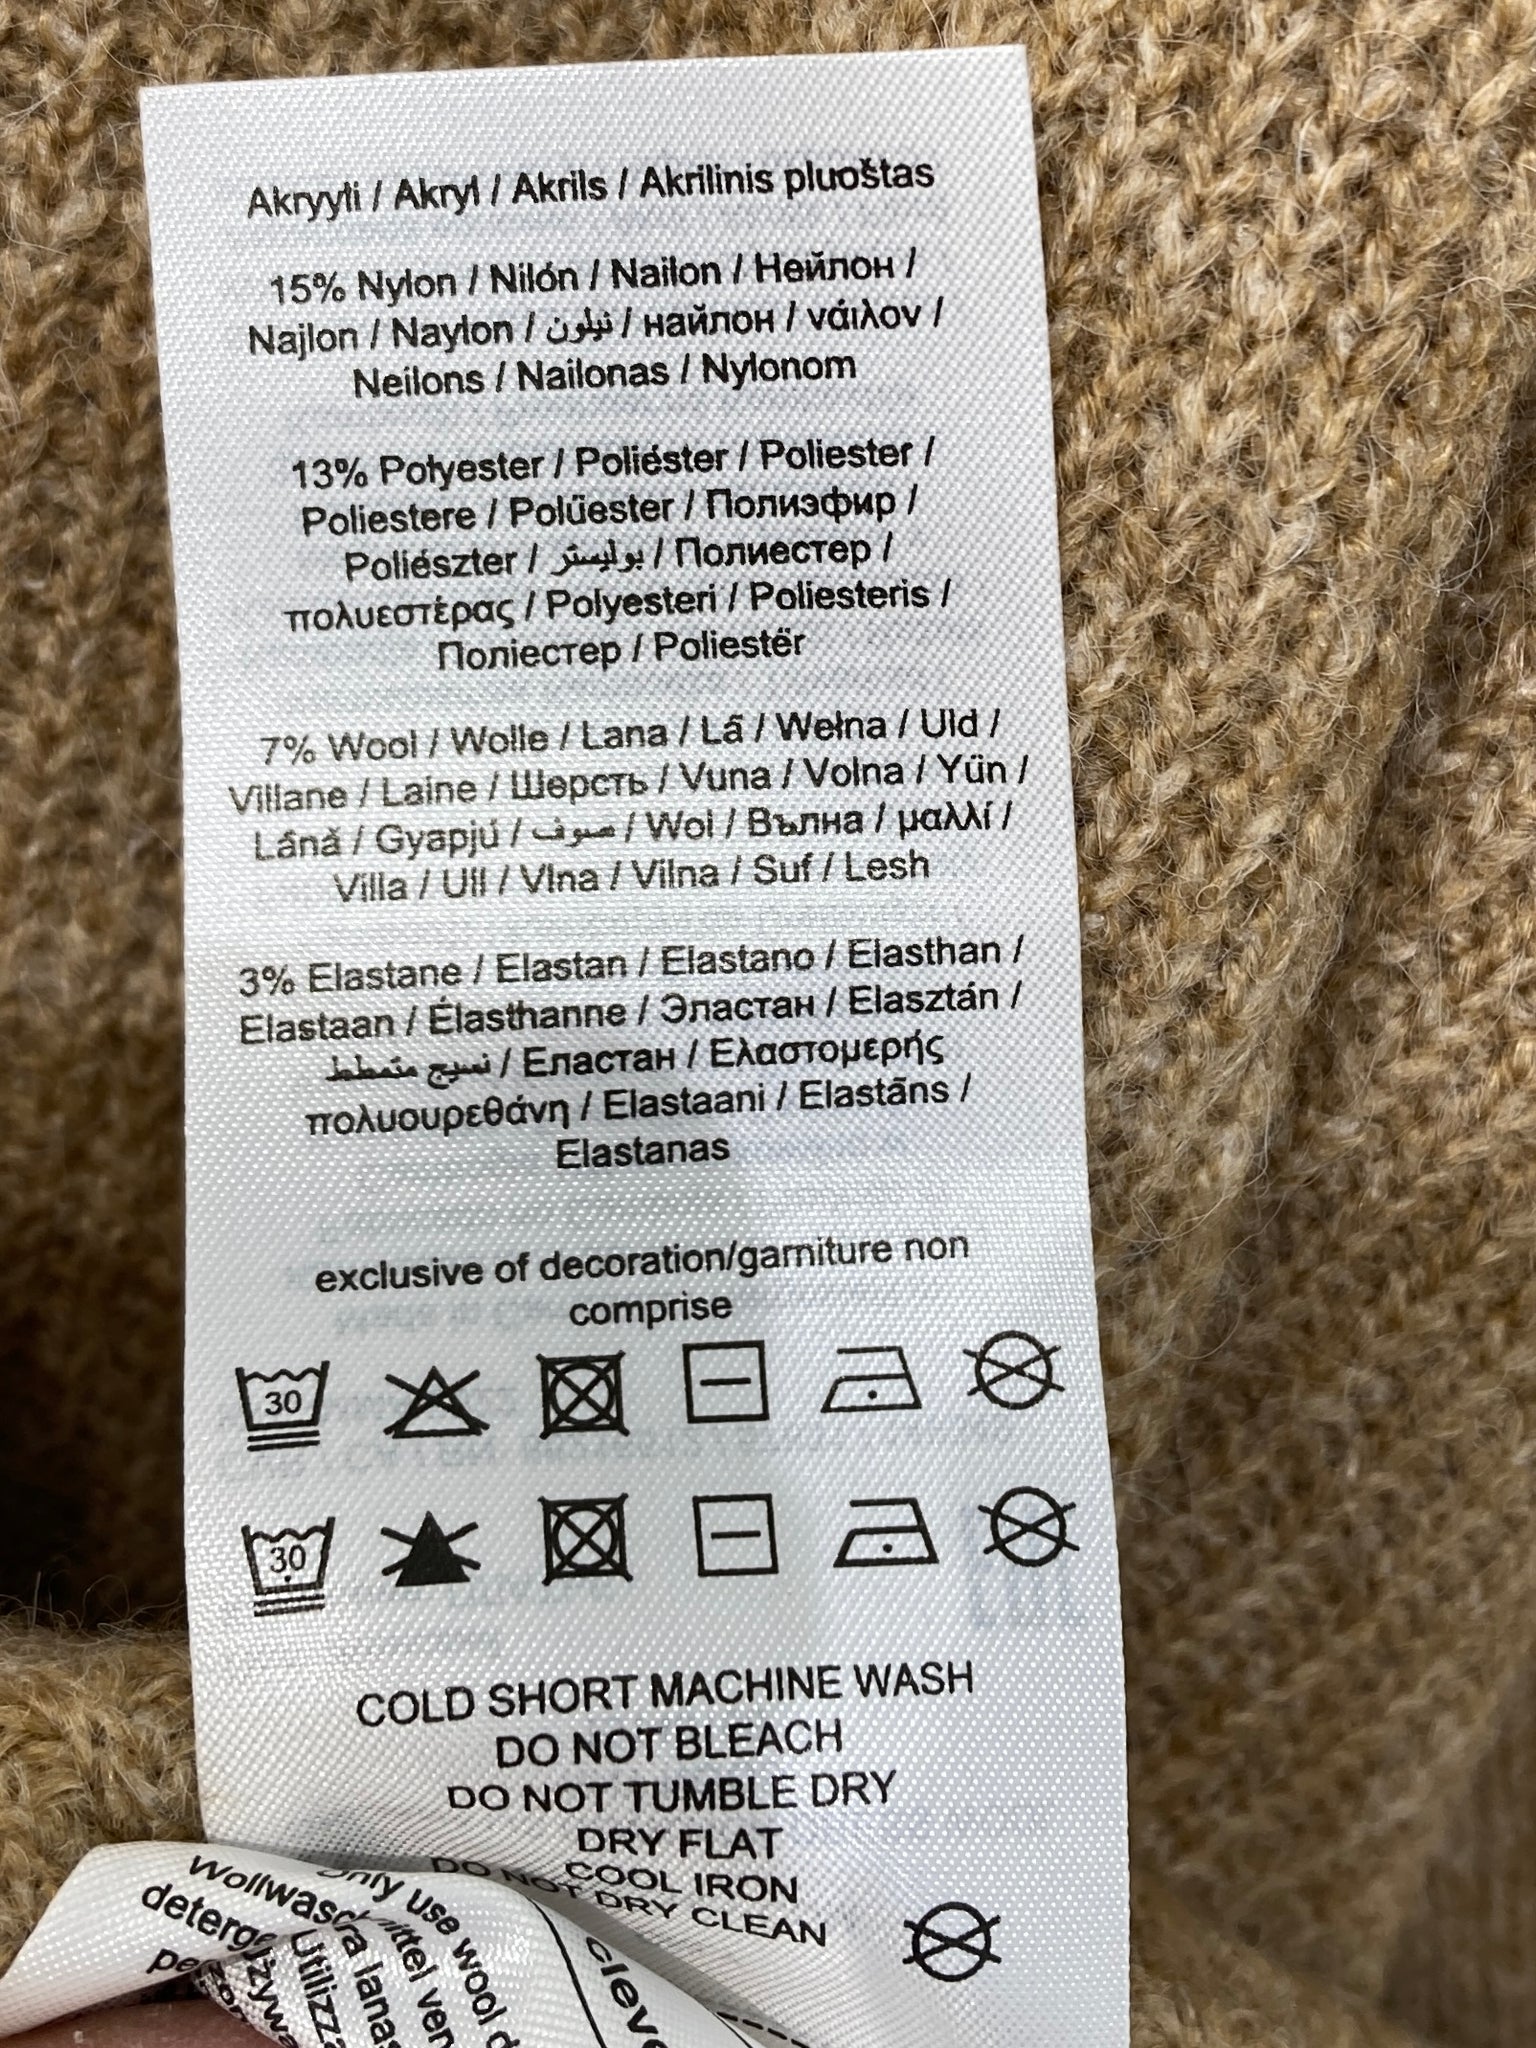 Akryyli / Akryl / Akrils / Akrilinis pluoštas
15% Nylon / Nilón / Nailon / Нейлон /
Najlon / Naylon / نيلون / найлон / νάιλον /
Neilons / Nailonas / Nylonom
13% Polyester / Poliéster / Poliester /
Poliestere / Polüester / Полиэфир /
Poliészter / بوليستر / Полиестер /
πολυεστέρας / Polyesteri / Poliesteris /
Поліестер / Poliestër
7% Wool / Wolle / Lana / Lã / Wełna / Uld /
Villane / Laine / Шерсть / Vuna / Volna / Yün /
Lână / Gyapjú / صوف / Wol / Вълна / μαλλί /
Villa / Ull / Vlna / Vilna / Suf / Lesh
3% Elastane / Elastan / Elastano / Elasthan /
Elastaan / Élasthanne / Эластан / Elasztán /
نسيج متمطط / Еластан / Ελαστομερής
πολυουρεθάνη / Elastaani / Elastāns /
Elastanas
exclusive of decoration/garniture non
comprise
30
30
COLD SHORT MACHINE WASH
DO NOT BLEACH
DO NOT TUMBLE DRY
DRY FLAT
COOL IRON
DO NOT DRY CLEAN
only use wool
Wollwaschmittel